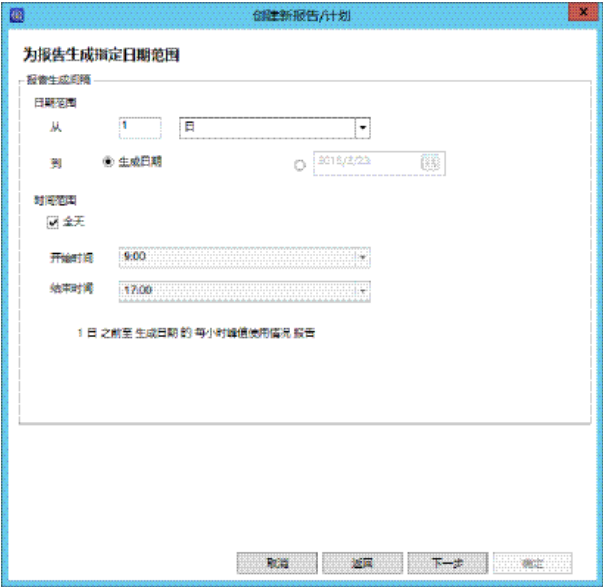 创建新报告/计划
为报告生成指定日期范围
报告生成间隔
日期范围
从 1 日
到 生成日期 2015/2/23
时间范围
全天
开始时间 9:00
结束时间 17:00
1 日 之前至 生成日期 的 每小时峰值使用情况 报告
取消 返回 下一步 确定